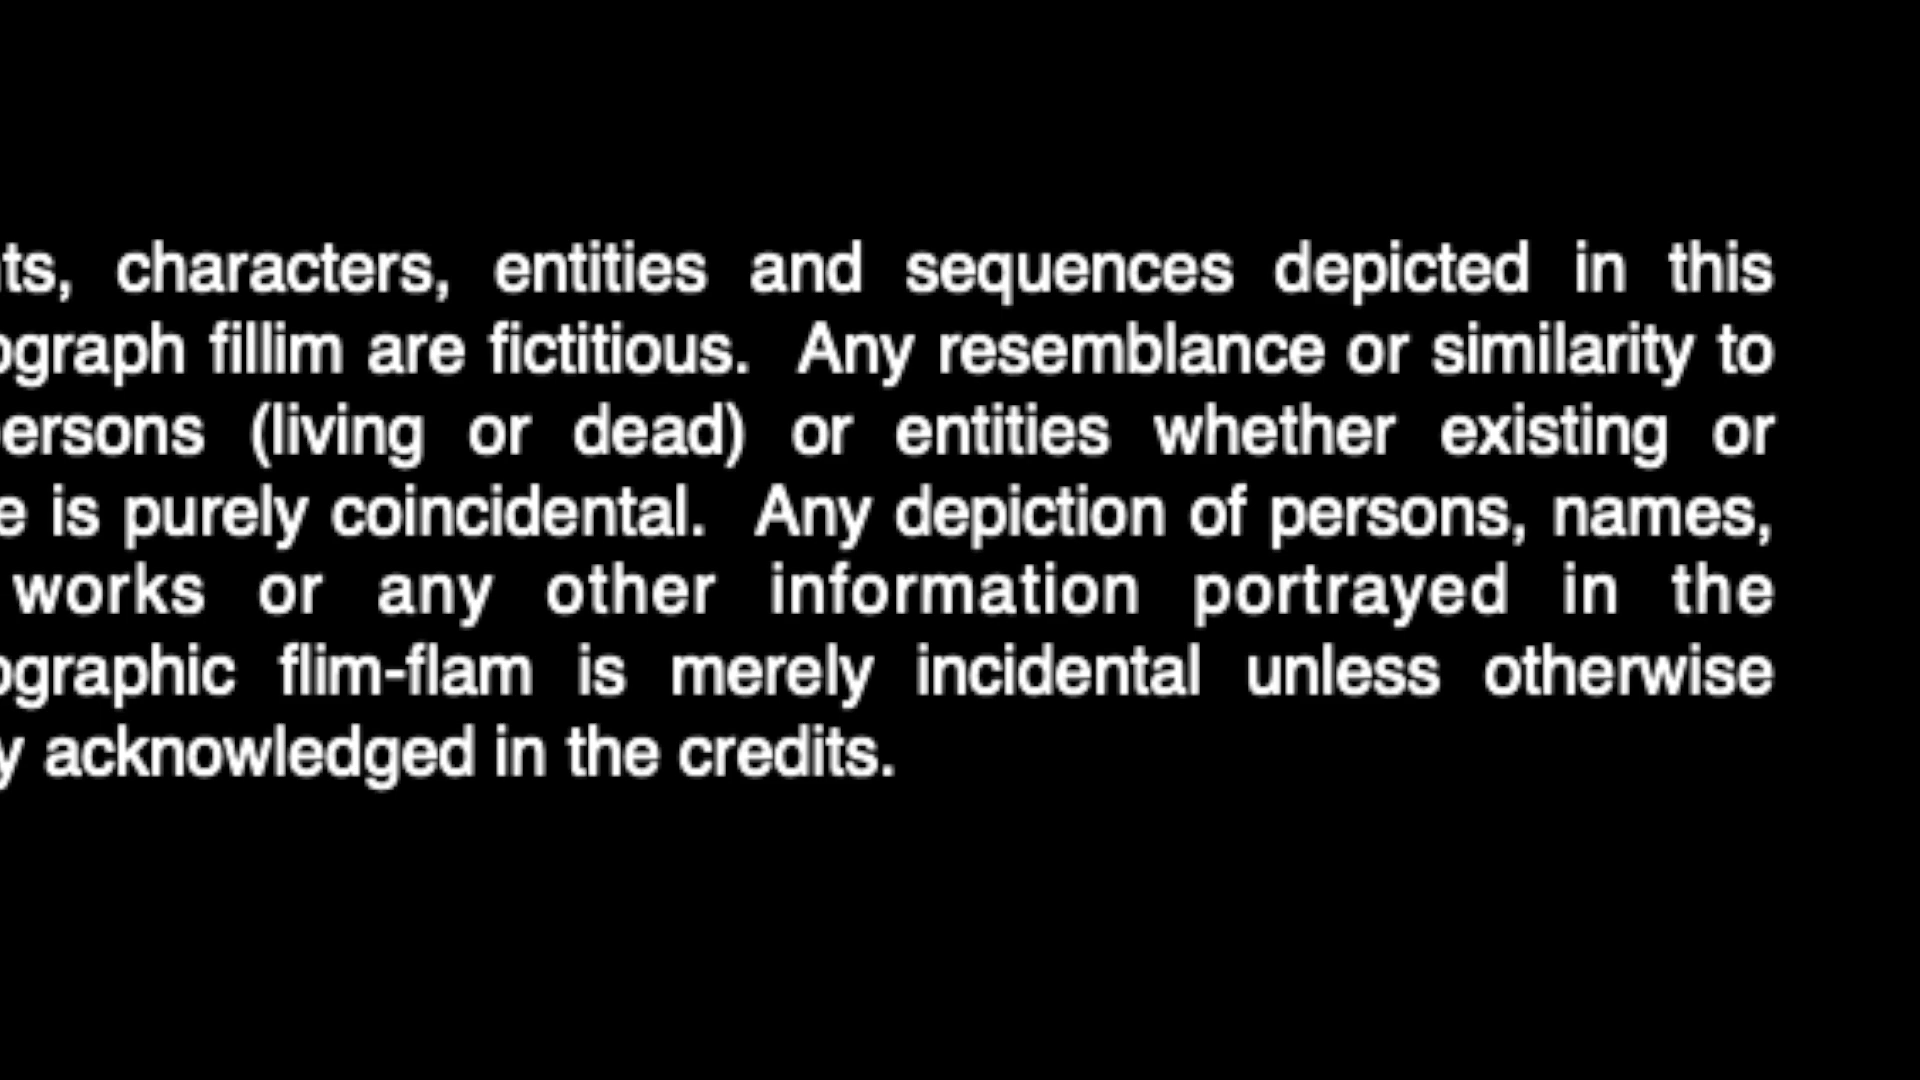 ts, characters, entities and sequences depicted in this
ograph fillim are fictitious. Any resemblance or similarity to
ersons (living or dead) or entities whether existing or
e is purely coincidental. Any depiction of persons, names,
works or any other information portrayed in the
ographic flim-flam is merely incidental unless otherwise
y acknowledged in the credits.